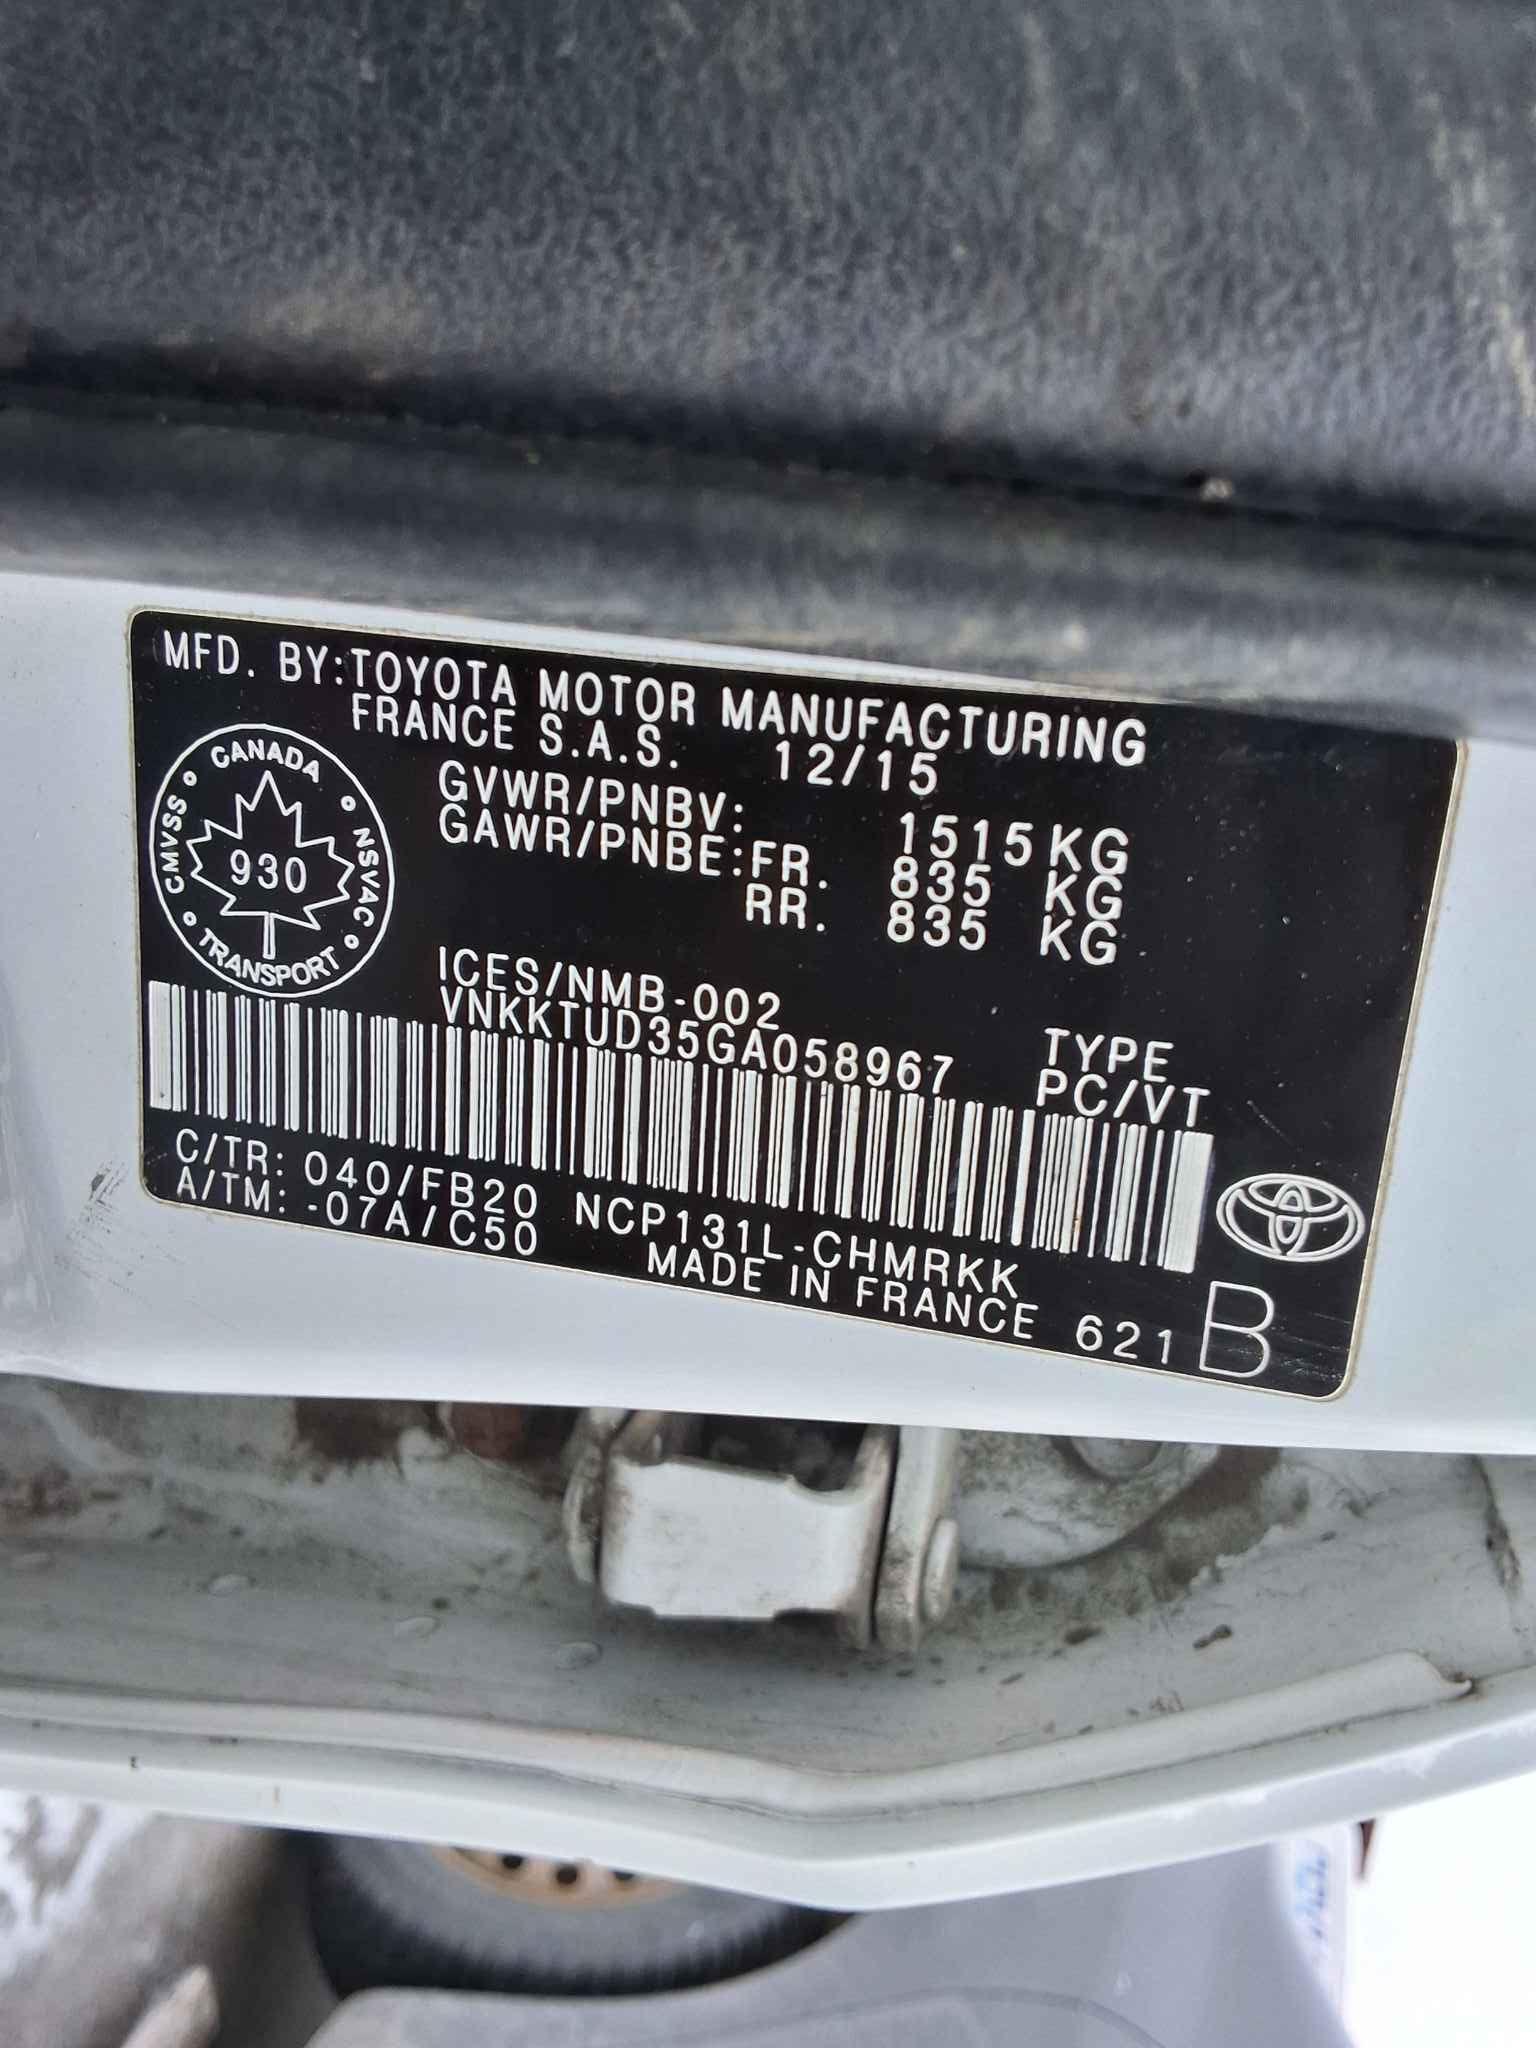 MFD. BY:TOYOTA MOTOR MANUFACTURING
FRANCE S.A.S. 12/15
GVWR/PNBV: 1515KG
GAWR/PNBE:FR. 835 KG
RR. 835 KG
CANADA
CMVSS
930
NSVAC
TRANSPORT
ICES/NMB-002
VNKKTUD35GA058967
TYPE
PC/VT
C/TR: 040/FB20 NCP131L-CHMRKK
A/TM: -07A/C50 MADE IN FRANCE 621 B